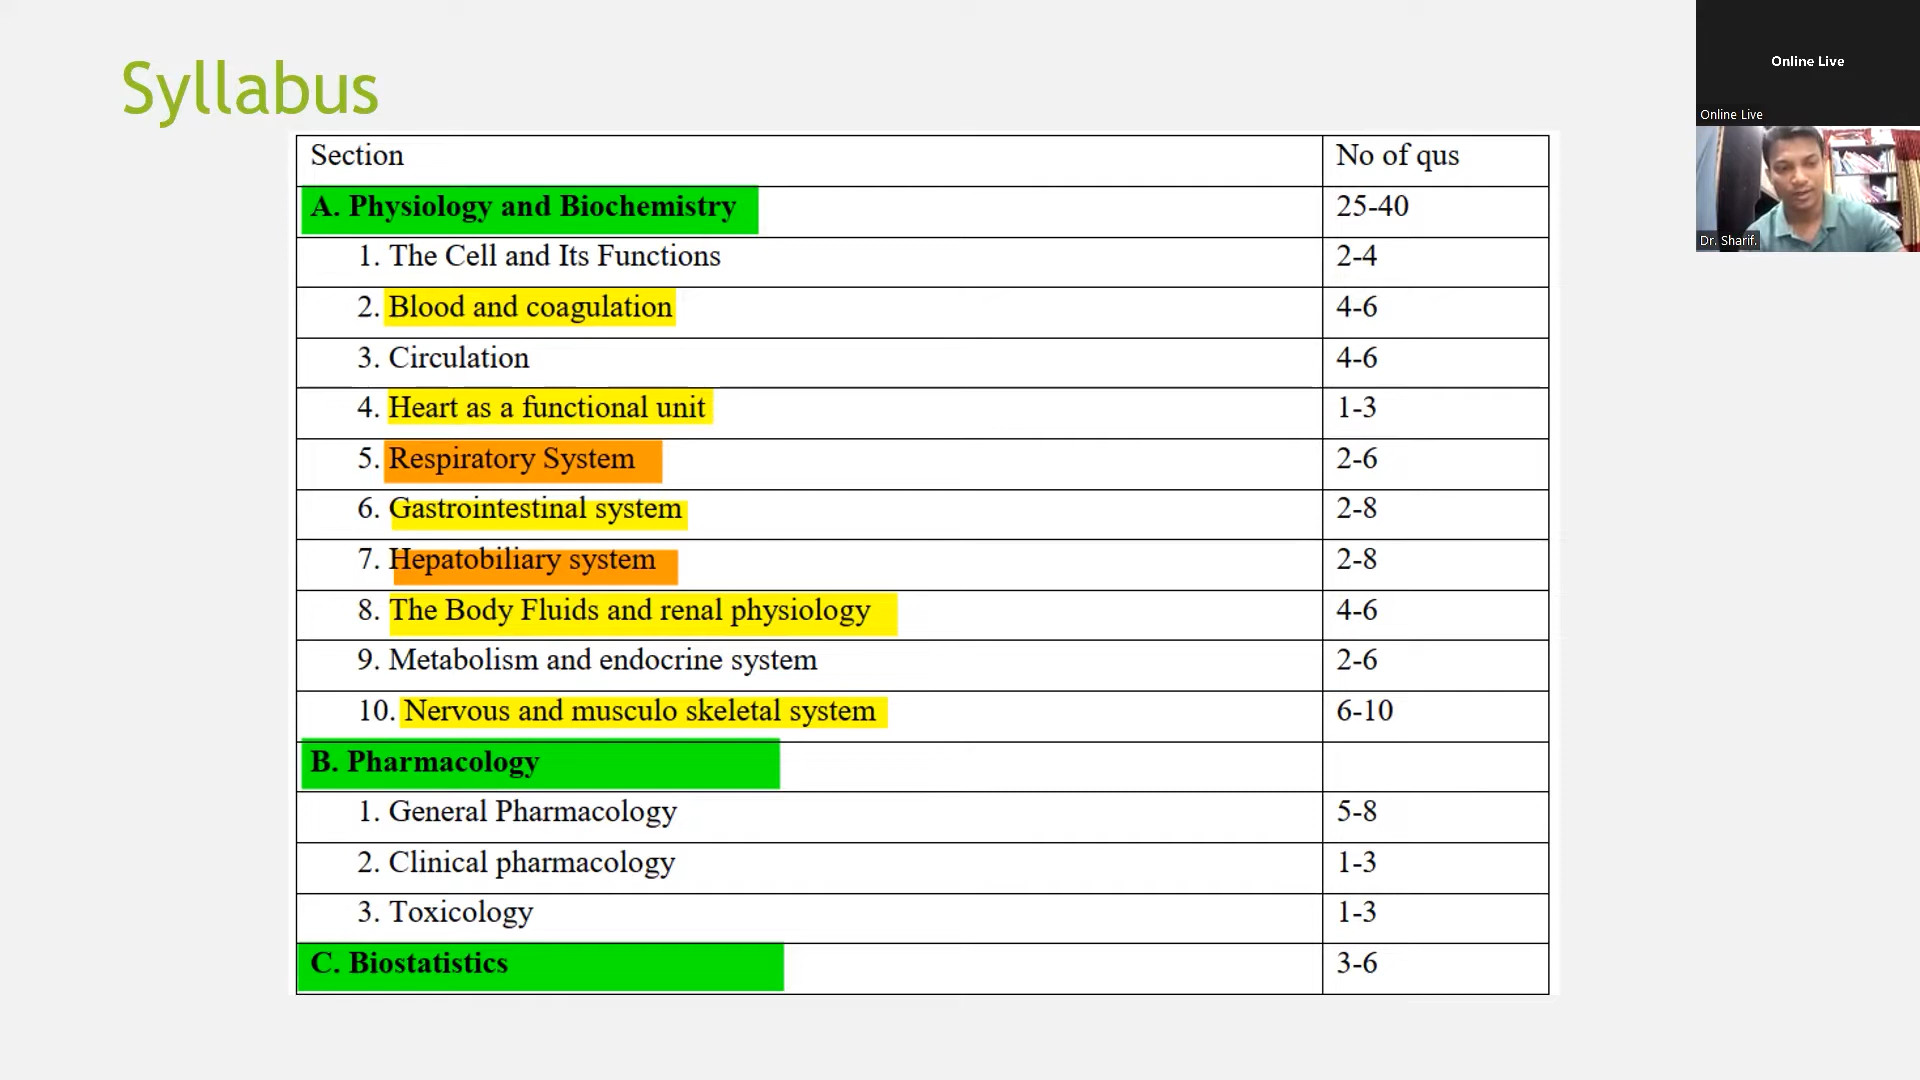 Syllabus
Section No of qus
A. Physiology and Biochemistry 25-40
1. The Cell and Its Functions 2-4
2. Blood and coagulation 4-6
3. Circulation 4-6
4. Heart as a functional unit 1-3
5. Respiratory System 2-6
6. Gastrointestinal system 2-8
7. Hepatobiliary system 2-8
8. The Body Fluids and renal physiology 4-6
9. Metabolism and endocrine system 2-6
10. Nervous and musculo skeletal system 6-10
B. Pharmacology
1. General Pharmacology 5-8
2. Clinical pharmacology 1-3
3. Toxicology 1-3
C. Biostatistics 3-6
Online Live
Online Live
Dr. Sharif.